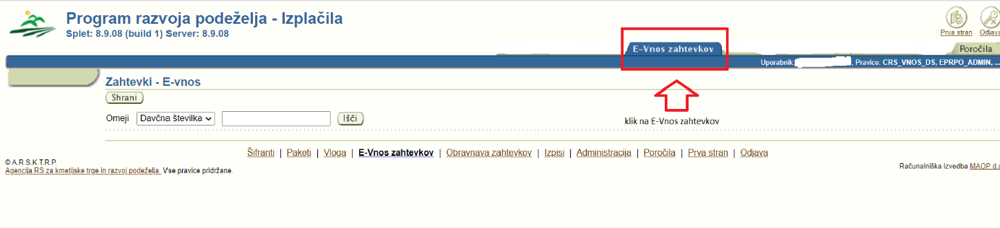 Program razvoja podeželja - Izplačila
Splet: 8.9.08 (build 1) Server: 8.9.08
Prva stran Odjava
E-Vnos zahtevkov
Poročila
Uporabnik: , Pravice: CRS_VNOS_DS, EPRPO_ADMIN, ...
Zahtevki - E-vnos
Shrani
Omeji Davčna številka Išči
klik na E-Vnos zahtevkov
Šifranti | Paketi | Vloga | E-Vnos zahtevkov | Obravnava zahtevkov | Izpisi | Administracija | Poročila | Prva stran | Odjava
© A.R.S.K.T.R.P.
Agencija RS za kmetijske trge in razvoj podeželja. Vse pravice pridržane.
Računalniška izvedba MAOP